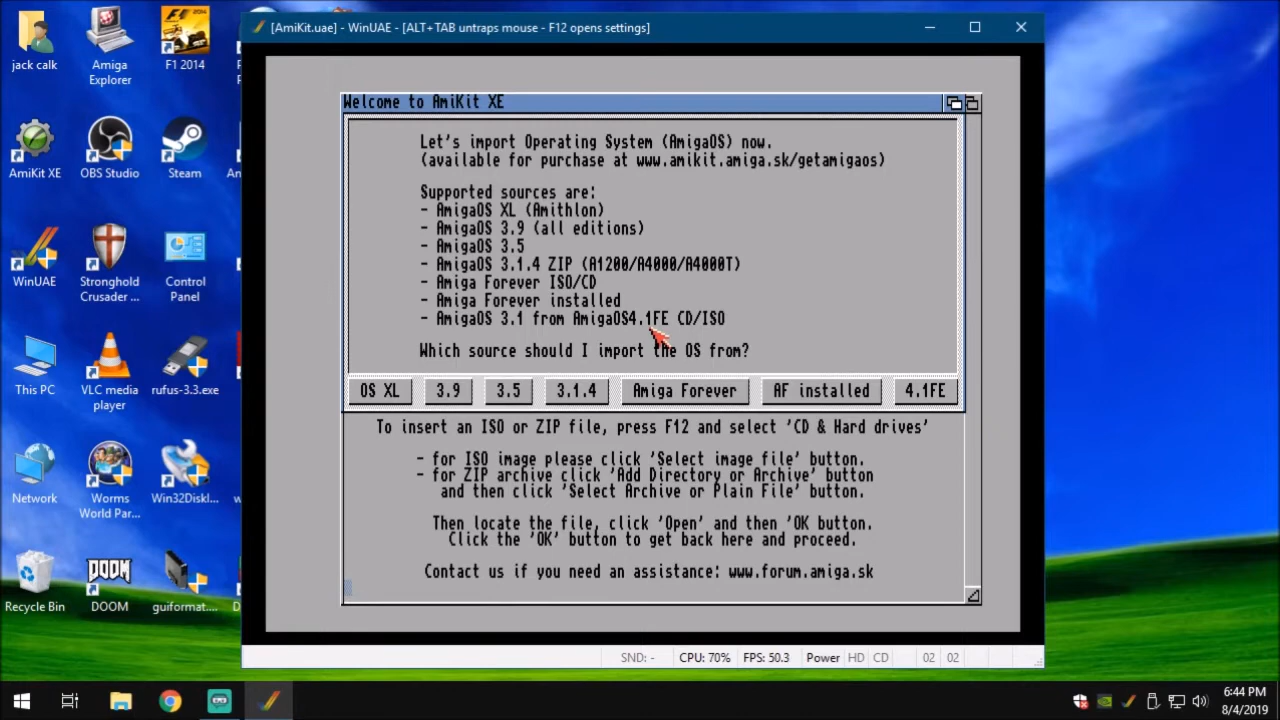 [AmiKit.uae] - WinUAE - [ALT+TAB untraps mouse - F12 opens settings]
jack calk
Amiga
Explorer
F1 2014
AmiKit XE
OBS Studio
Steam
WinUAE
Stronghold
Crusader ...
Control
Panel
This PC
VLC media
player
rufus-3.3.exe
Network
Worms
World Par...
Win32Diskl...
Recycle Bin
DOOM
DOOM
guiformat....
Welcome to AmiKit XE
Let's import Operating System (AmigaOS) now.
(available for purchase at www.amikit.amiga.sk/getamigaos)
Supported sources are:
- AmigaOS XL (Amithlon)
- AmigaOS 3.9 (all editions)
- AmigaOS 3.5
- AmigaOS 3.1.4 ZIP (A1200/A4000/A4000T)
- Amiga Forever ISO/CD
- Amiga Forever installed
- AmigaOS 3.1 from AmigaOS4.1FE CD/ISO
Which source should I import the OS from?
OS XL 3.9 3.5 3.1.4 Amiga Forever AF installed 4.1FE
To insert an ISO or ZIP file, press F12 and select 'CD & Hard drives'
- for ISO image please click 'Select image file' button.
- for ZIP archive click 'Add Directory or Archive' button
and then click 'Select Archive or Plain File' button.
Then locate the file, click 'Open' and then 'OK button.
Click the 'OK' button to get back here and proceed.
Contact us if you need an assistance: www.forum.amiga.sk
SND: - CPU: 70% FPS: 50.3 Power HD CD 02 02
6:44 PM
8/4/2019